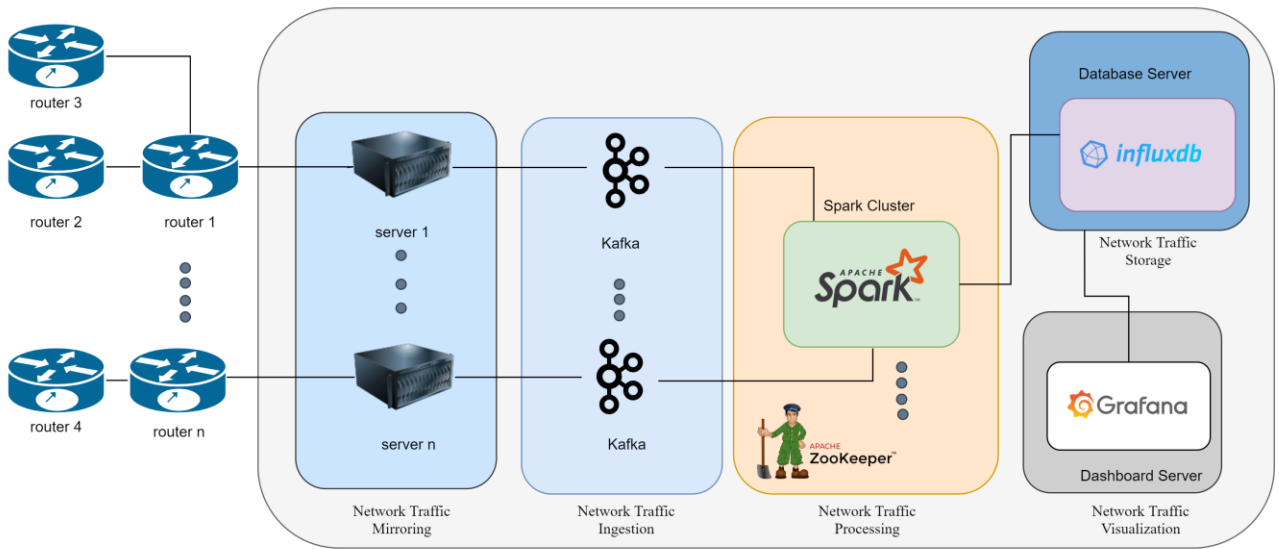 router 3
router 2
router 1
router 4
router n
server 1
server n
Network Traffic
Mirroring
Kafka
Kafka
Network Traffic
Ingestion
Spark Cluster
APACHE
Spark™
APACHE
ZooKeeper™
Network Traffic
Processing
Database Server
influxdb
Network Traffic
Storage
Grafana
Dashboard Server
Network Traffic
Visualization